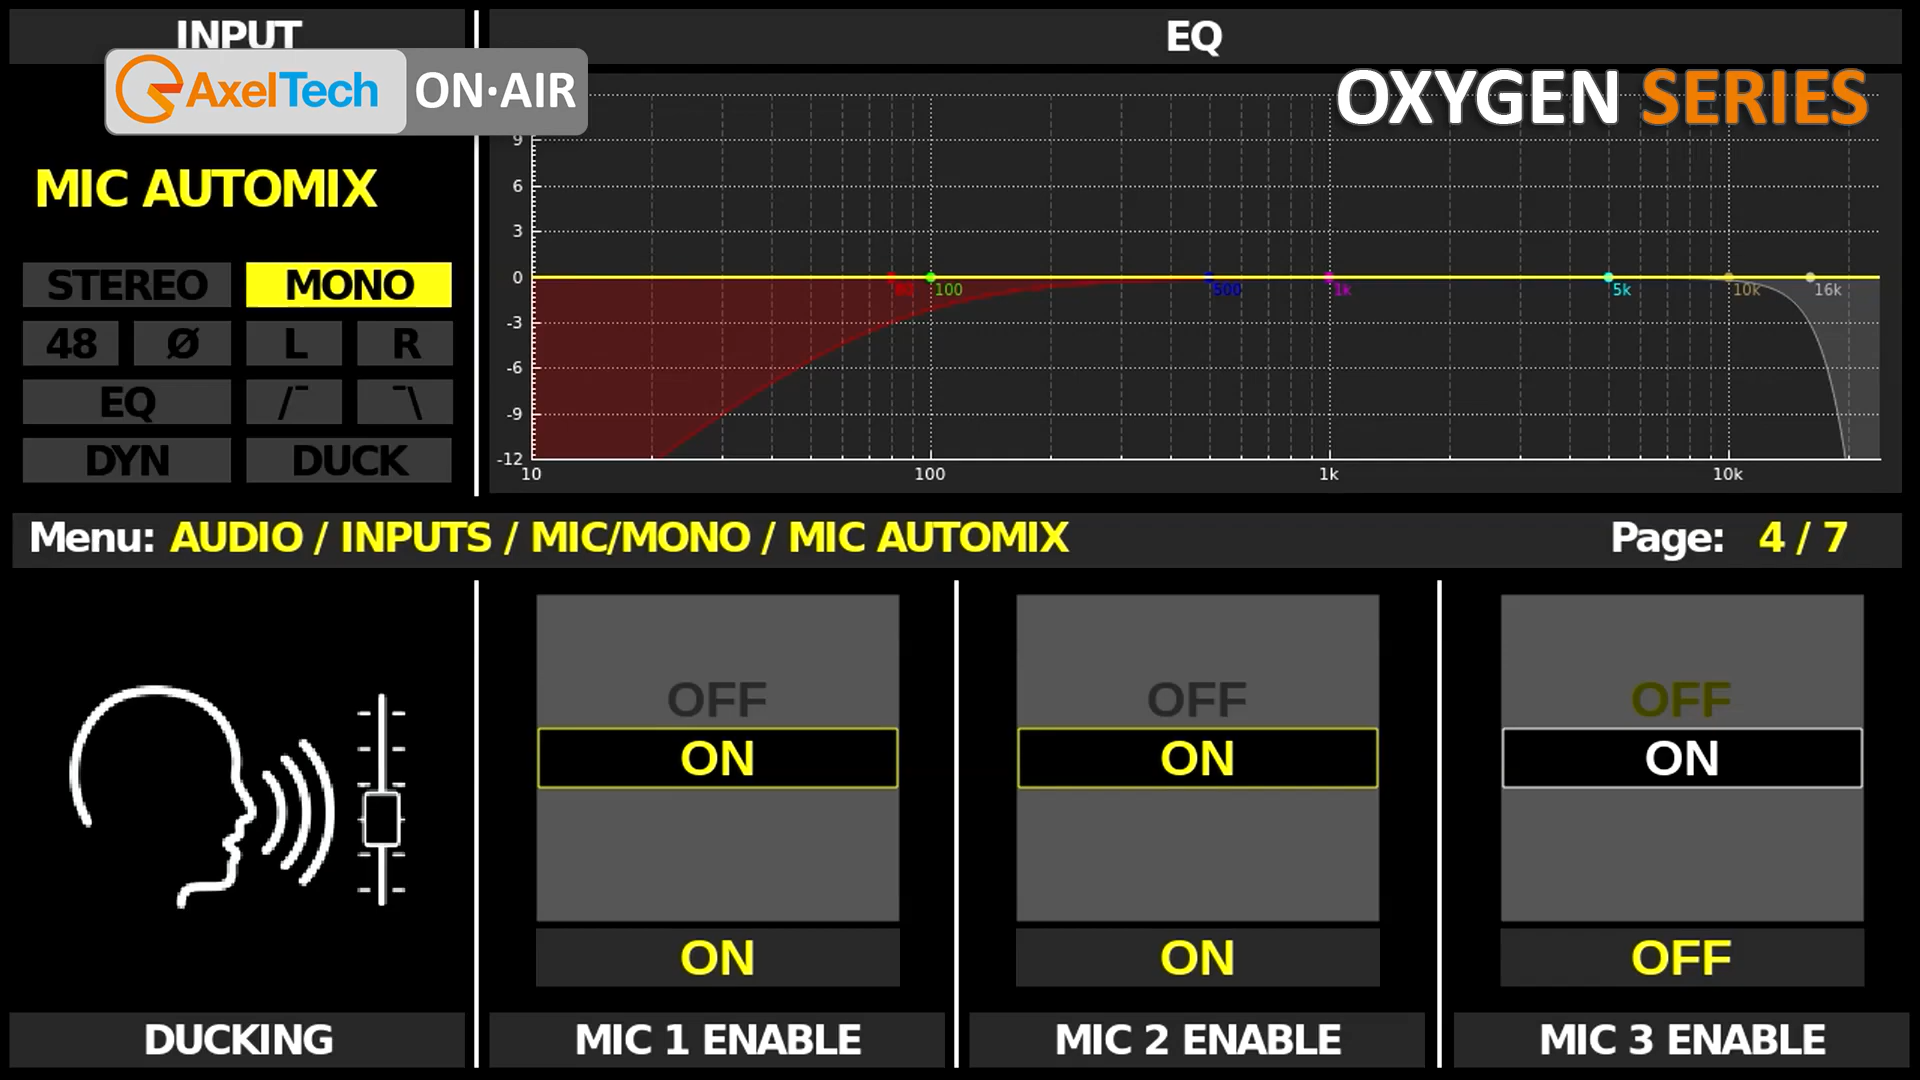 INPUT
EQ
AxelTech ON·AIR
OXYGEN SERIES
MIC AUTOMIX
STEREO MONO
48 Ø L R
EQ /¯ ¯\
DYN DUCK
9
6
3
0
-3
-6
-9
-12
100 500 1k 5k 10k 16k
10 100 1k 10k
Menu: AUDIO / INPUTS / MIC/MONO / MIC AUTOMIX Page: 4 / 7
OFF OFF OFF
ON ON ON
ON ON OFF
DUCKING MIC 1 ENABLE MIC 2 ENABLE MIC 3 ENABLE